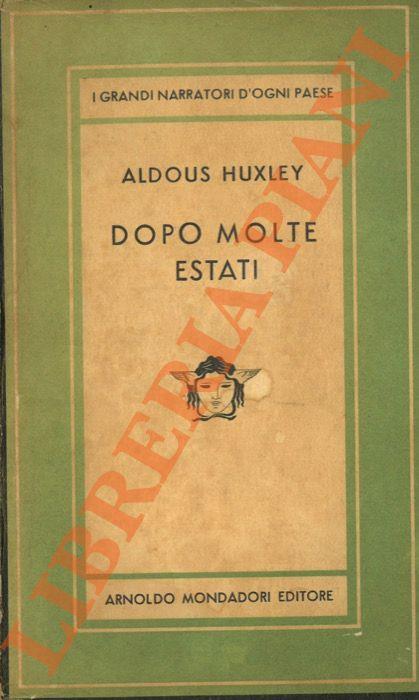 I GRANDI NARRATORI D'OGNI PAESE
ALDOUS HUXLEY
DOPO MOLTE
ESTATI
ARNOLDO MONDADORI EDITORE
LIBRERIA PIANI